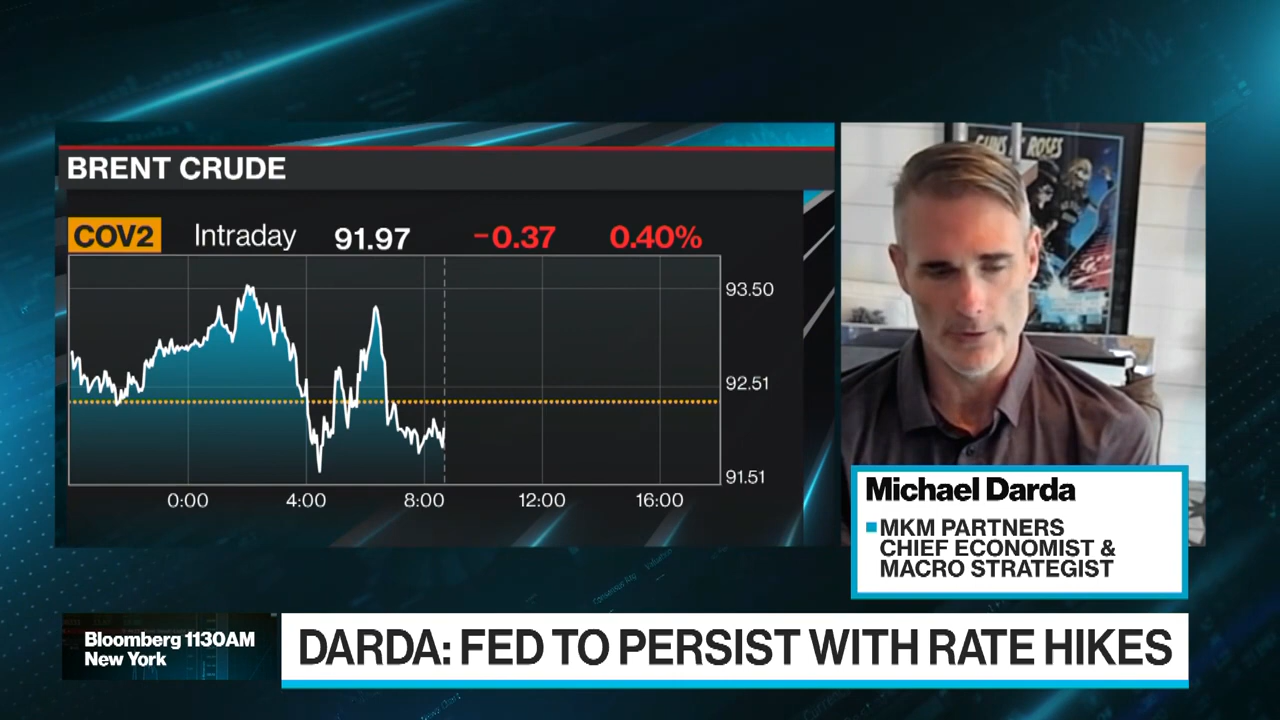 BRENT CRUDE
COV2 Intraday 91.97 −0.37 0.40%
93.50
92.51
91.51
0:00 4:00 8:00 12:00 16:00
GUNS N' ROSES
Michael Darda
MKM PARTNERS
CHIEF ECONOMIST &
MACRO STRATEGIST
Bloomberg 1130AM
New York
DARDA: FED TO PERSIST WITH RATE HIKES